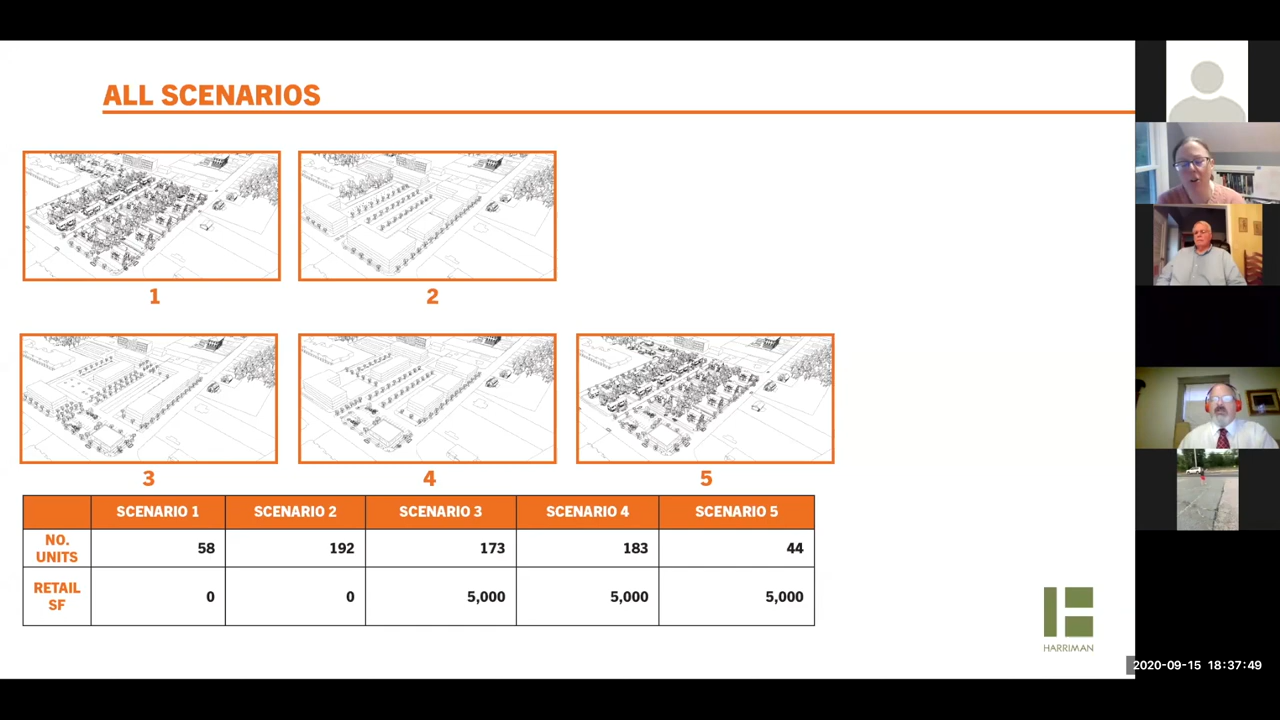 ALL SCENARIOS
1
2
3
4
5
SCENARIO 1 SCENARIO 2 SCENARIO 3 SCENARIO 4 SCENARIO 5
NO. UNITS 58 192 173 183 44
RETAIL SF 0 0 5,000 5,000 5,000
HARRIMAN
2020-09-15 18:37:49